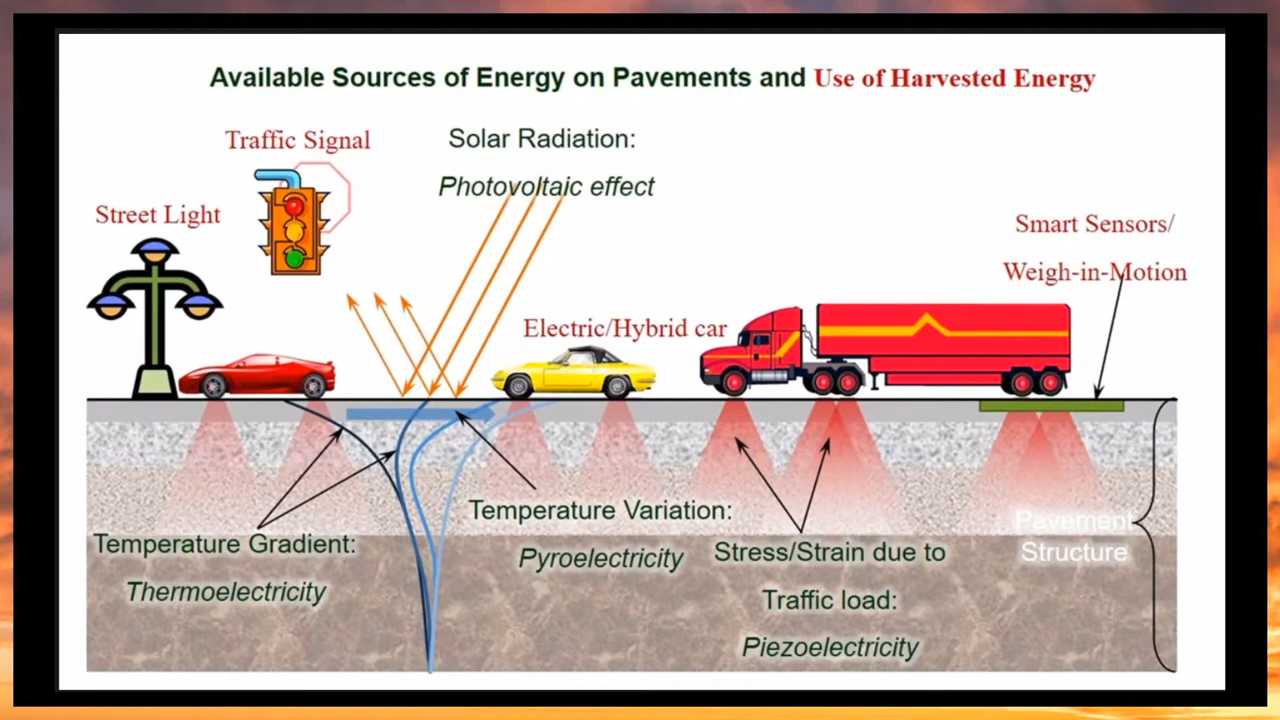 Available Sources of Energy on Pavements and Use of Harvested Energy
Traffic Signal
Solar Radiation:
Photovoltaic effect
Street Light
Smart Sensors/
Weigh-in-Motion
Electric/Hybrid car
Temperature Gradient:
Thermoelectricity
Temperature Variation:
Pyroelectricity
Stress/Strain due to
Traffic load:
Piezoelectricity
Pavement
Structure